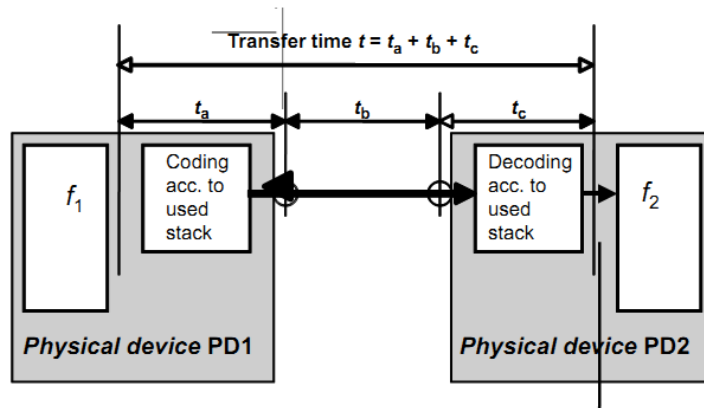 Transfer time t = ta + tb + tc
ta
tb
tc
f1
Coding
acc. to
used
stack
Decoding
acc. to
used
stack
f2
Physical device PD1
Physical device PD2